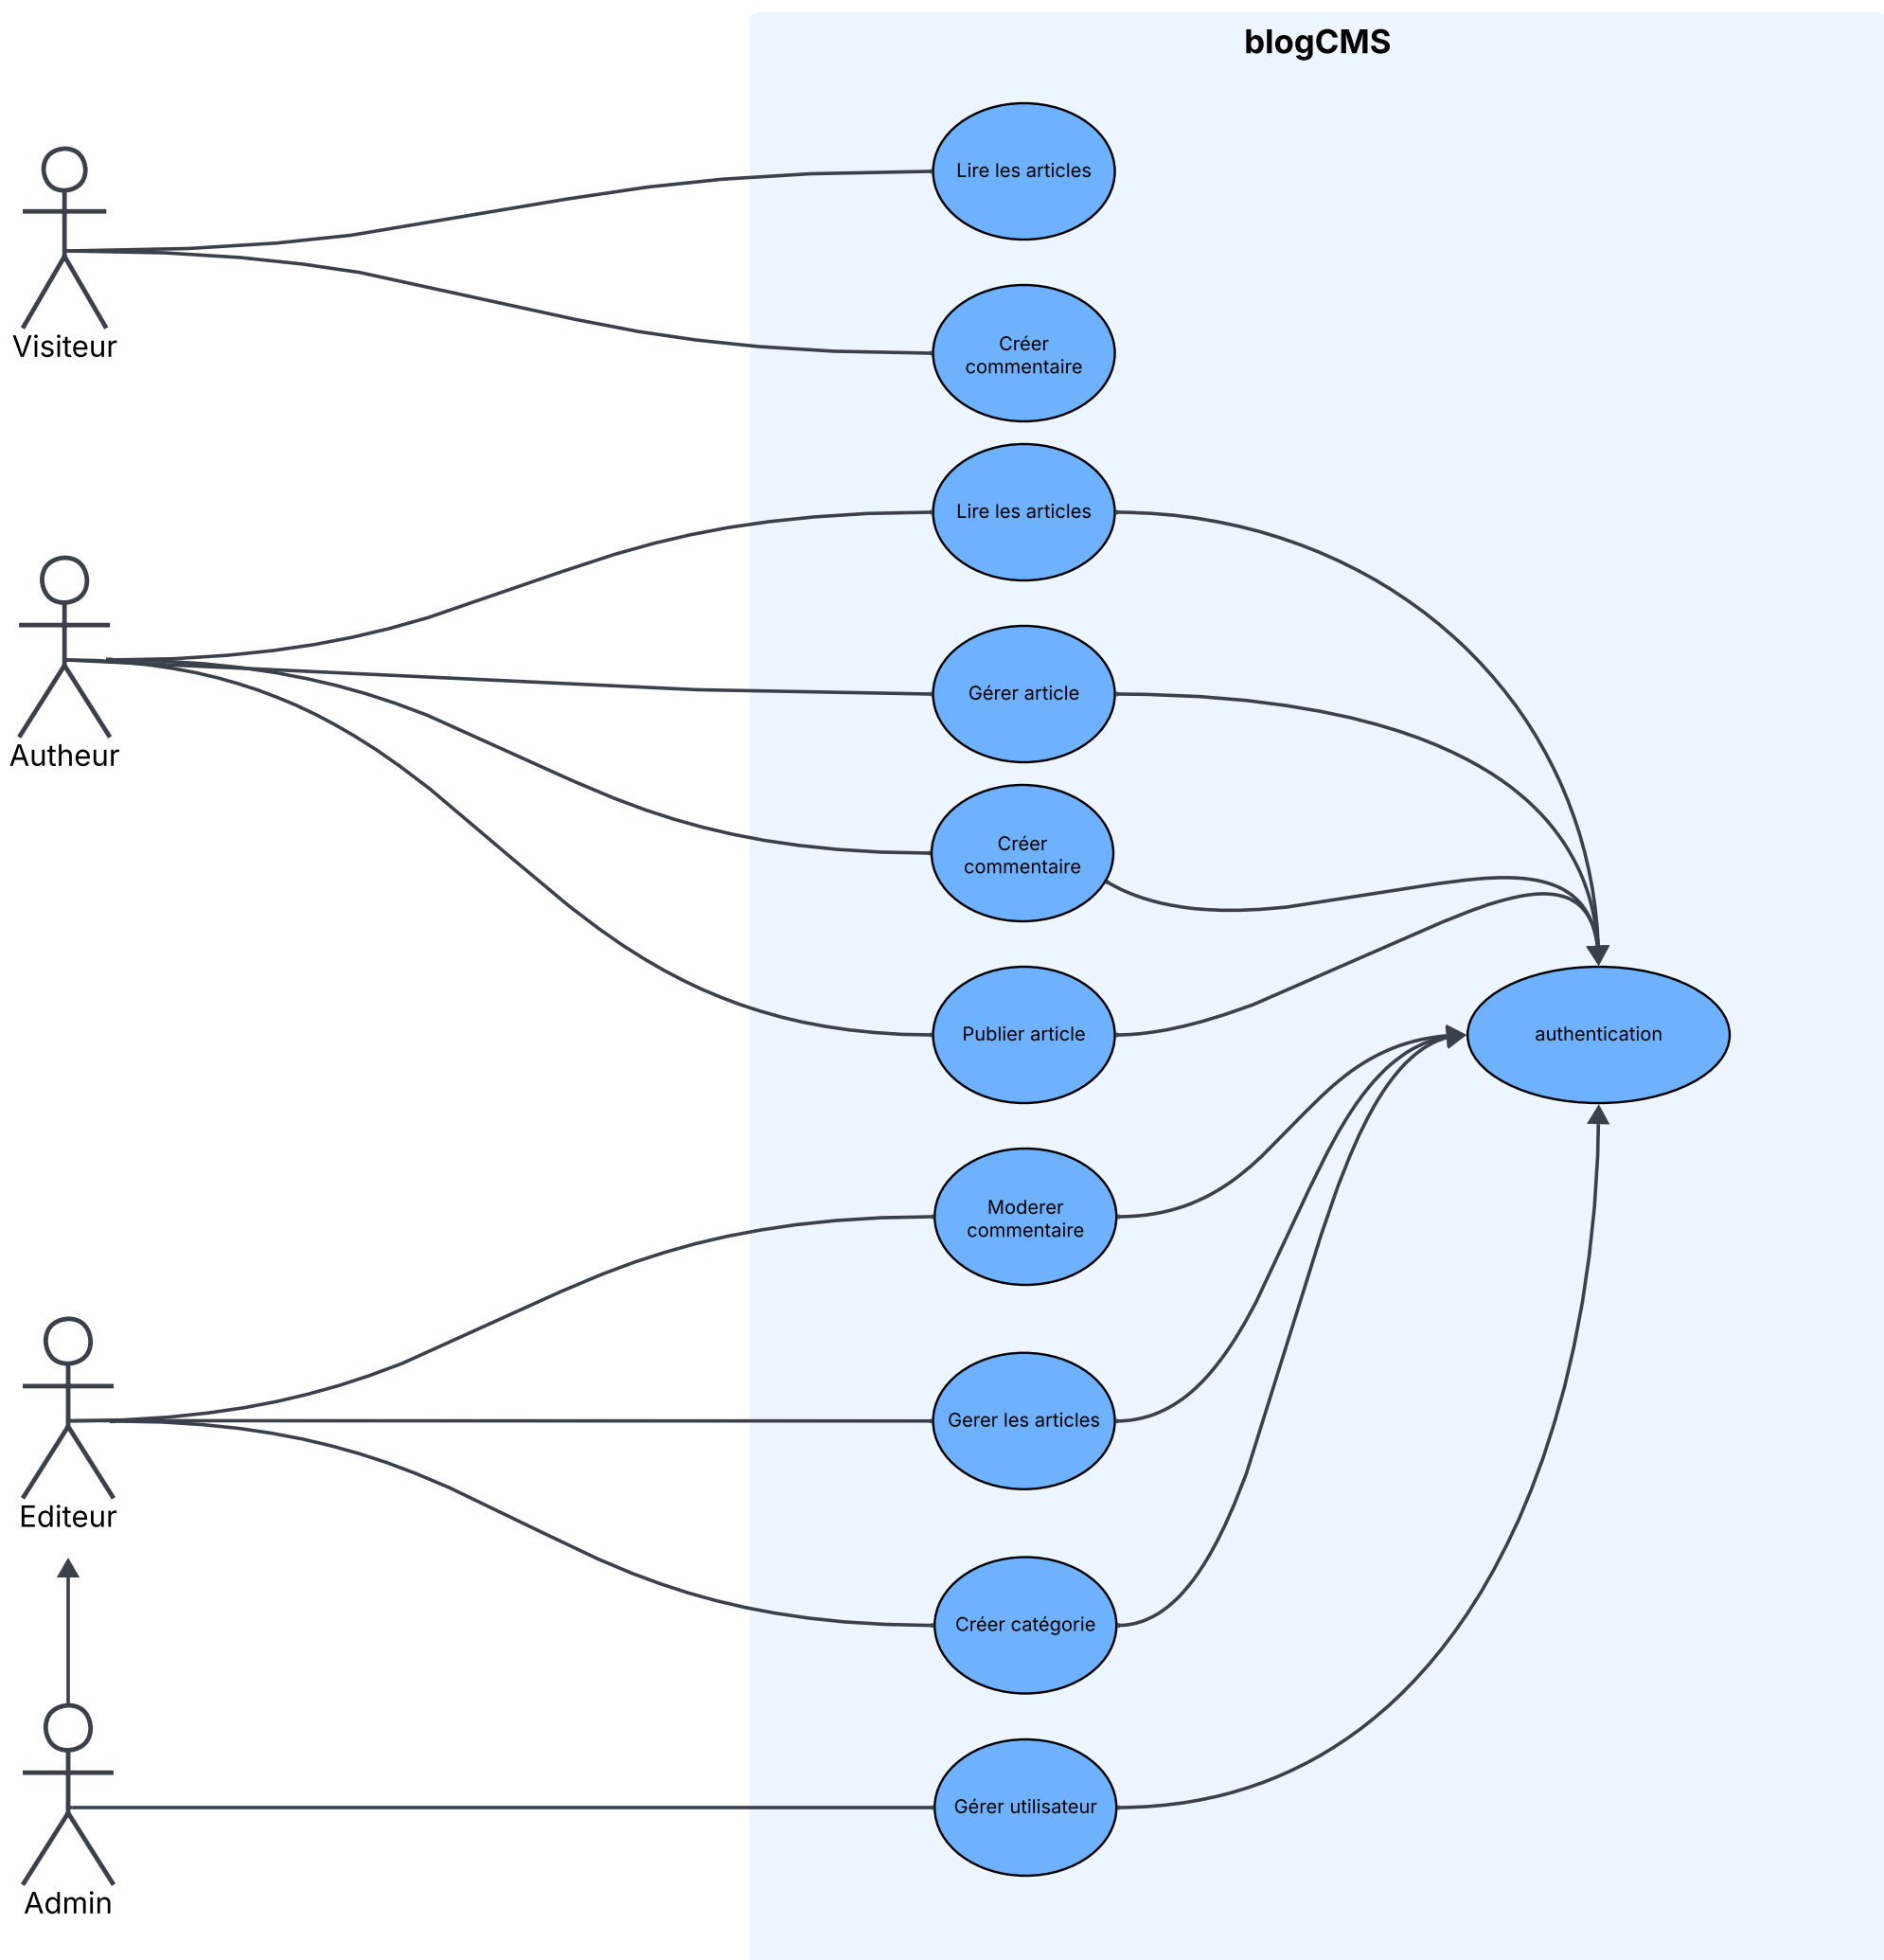 blogCMS
Lire les articles
Visiteur
Créer
commentaire
Lire les articles
Gérer article
Autheur
Créer
commentaire
Publier article
authentication
Moderer
commentaire
Gerer les articles
Editeur
Créer catégorie
Gérer utilisateur
Admin